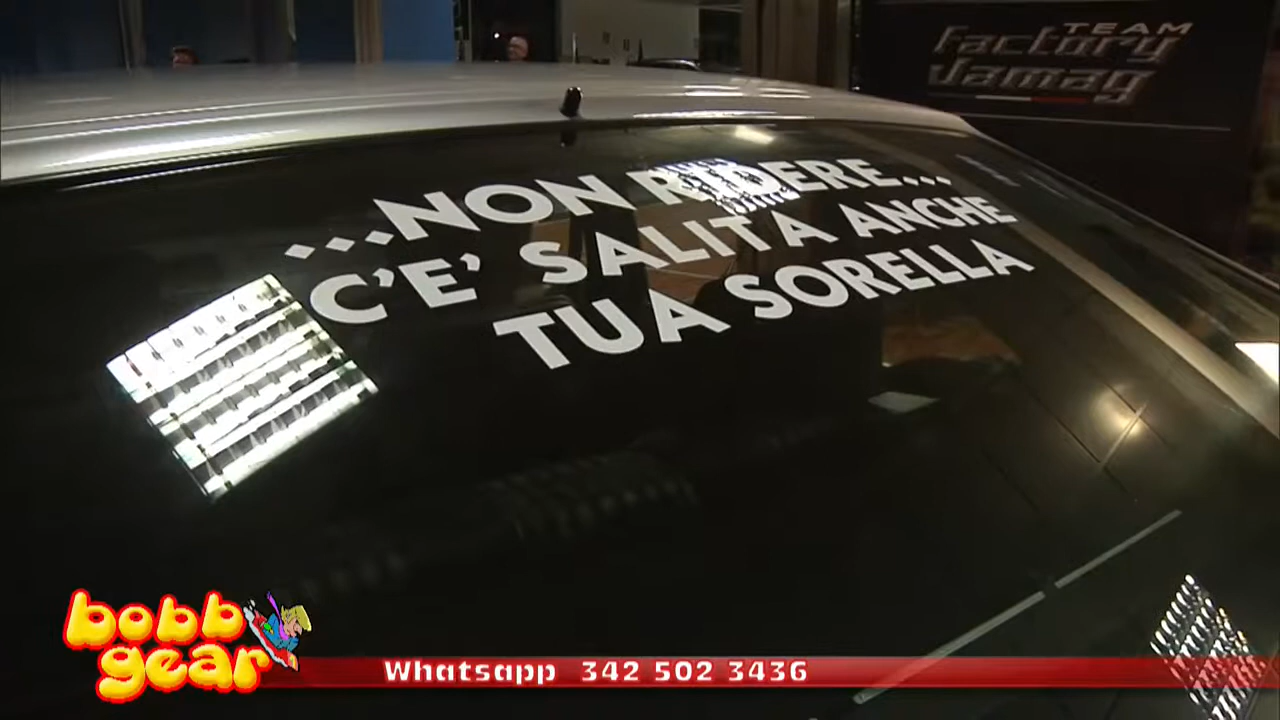 TEAM
Factory
Jamag
...NON RIDERE...
C'E' SALITA ANCHE
TUA SORELLA
bobb
gear
Whatsapp 342 502 3436